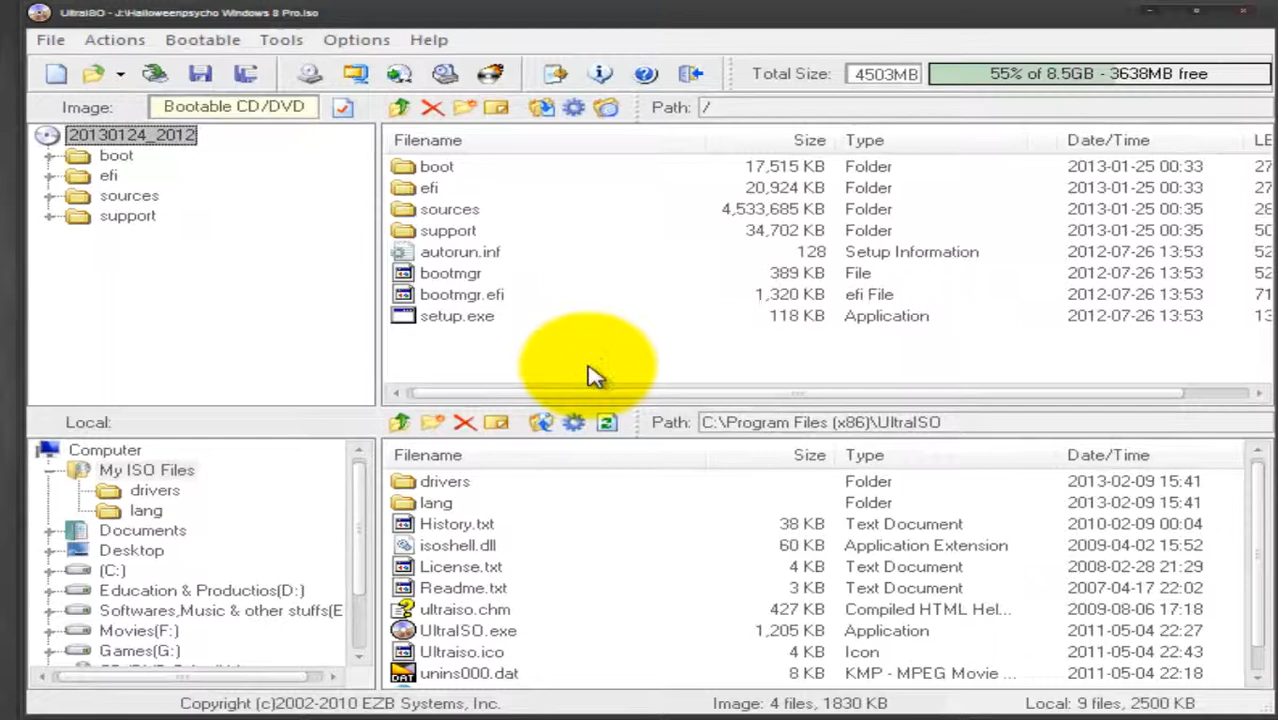 UltraISO - J:\Halloweenpsycho Windows 8 Pro.iso
File Actions Bootable Tools Options Help
Total Size: 4503MB 55% of 8.5GB - 3638MB free
Image: Bootable CD/DVD Path: /
20130124_2012
boot
efi
sources
support
Filename Size Type Date/Time LE
boot 17,515 KB Folder 2013-01-25 00:33 27
efi 20,924 KB Folder 2013-01-25 00:33 27
sources 4,533,685 KB Folder 2013-01-25 00:35 28
support 34,702 KB Folder 2013-01-25 00:35 50
autorun.inf 128 Setup Information 2012-07-26 13:53 52
bootmgr 389 KB File 2012-07-26 13:53 52
bootmgr.efi 1,320 KB efi File 2012-07-26 13:53 71
setup.exe 118 KB Application 2012-07-26 13:53 13
Local: Path: C:\Program Files (x86)\UltraISO
Computer
My ISO Files
drivers
lang
Documents
Desktop
(C:)
Education & Productios(D:)
Softwares,Music & other stuffs(E
Movies(F:)
Games(G:)
Filename Size Type Date/Time
drivers Folder 2013-02-09 15:41
lang Folder 2013-02-09 15:41
History.txt 38 KB Text Document 2010-02-09 00:04
isoshell.dll 60 KB Application Extension 2009-04-02 15:52
License.txt 4 KB Text Document 2008-02-28 21:29
Readme.txt 3 KB Text Document 2007-04-17 22:02
ultraiso.chm 427 KB Compiled HTML Hel... 2009-08-06 17:18
UltraISO.exe 1,205 KB Application 2011-05-04 22:27
Ultraiso.ico 4 KB Icon 2011-05-04 22:43
unins000.dat 8 KB KMP - MPEG Movie ... 2011-05-04 22:18
DAT
Copyright (c)2002-2010 EZB Systems, Inc. Image: 4 files, 1830 KB Local: 9 files, 2500 KB